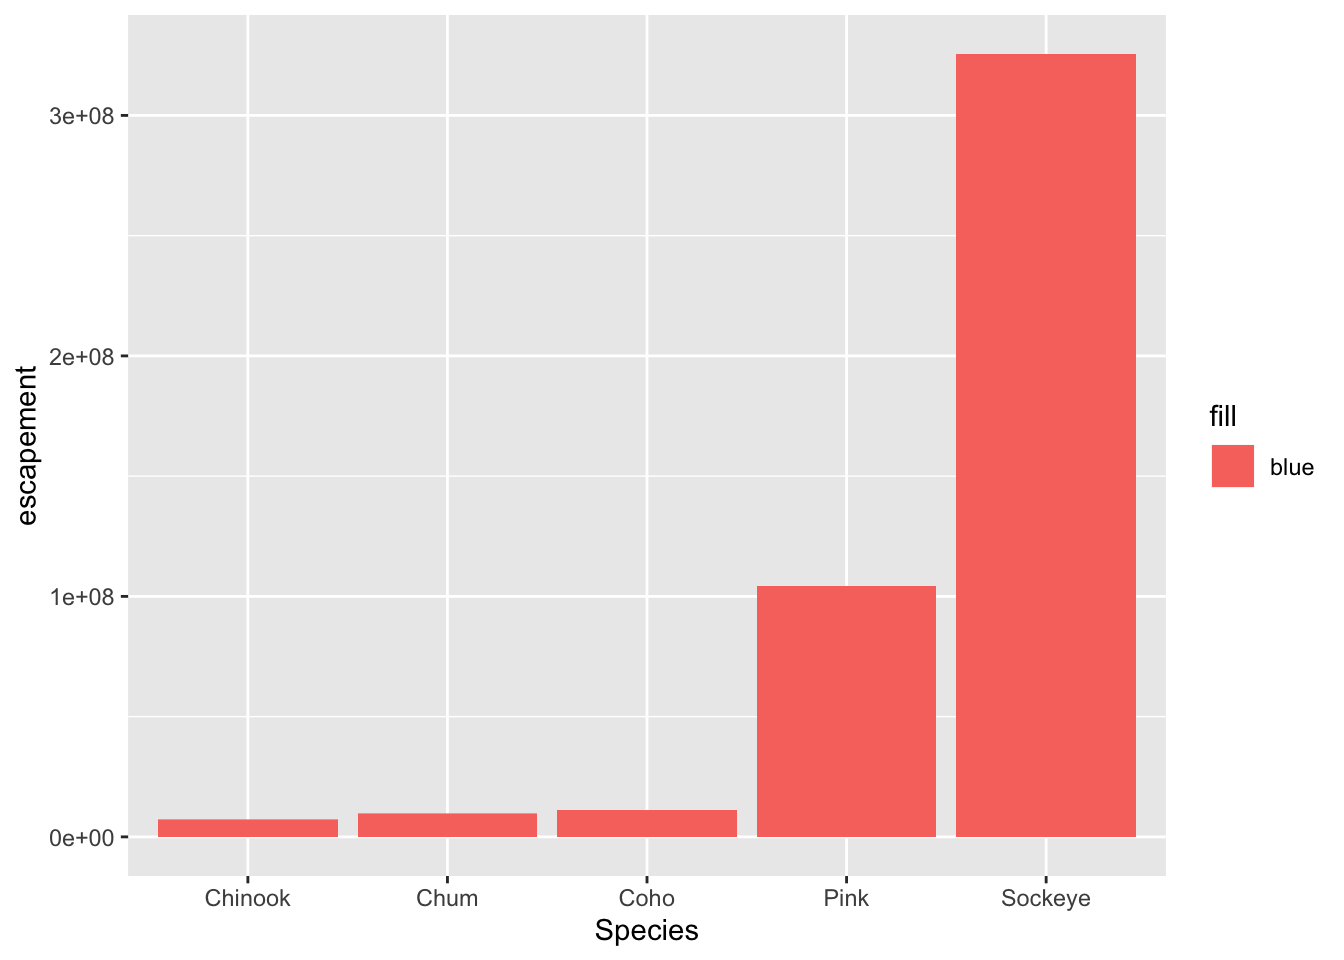 3e+08
2e+08
1e+08
0e+00
escapement
Chinook Chum Coho Pink Sockeye
Species
fill
blue